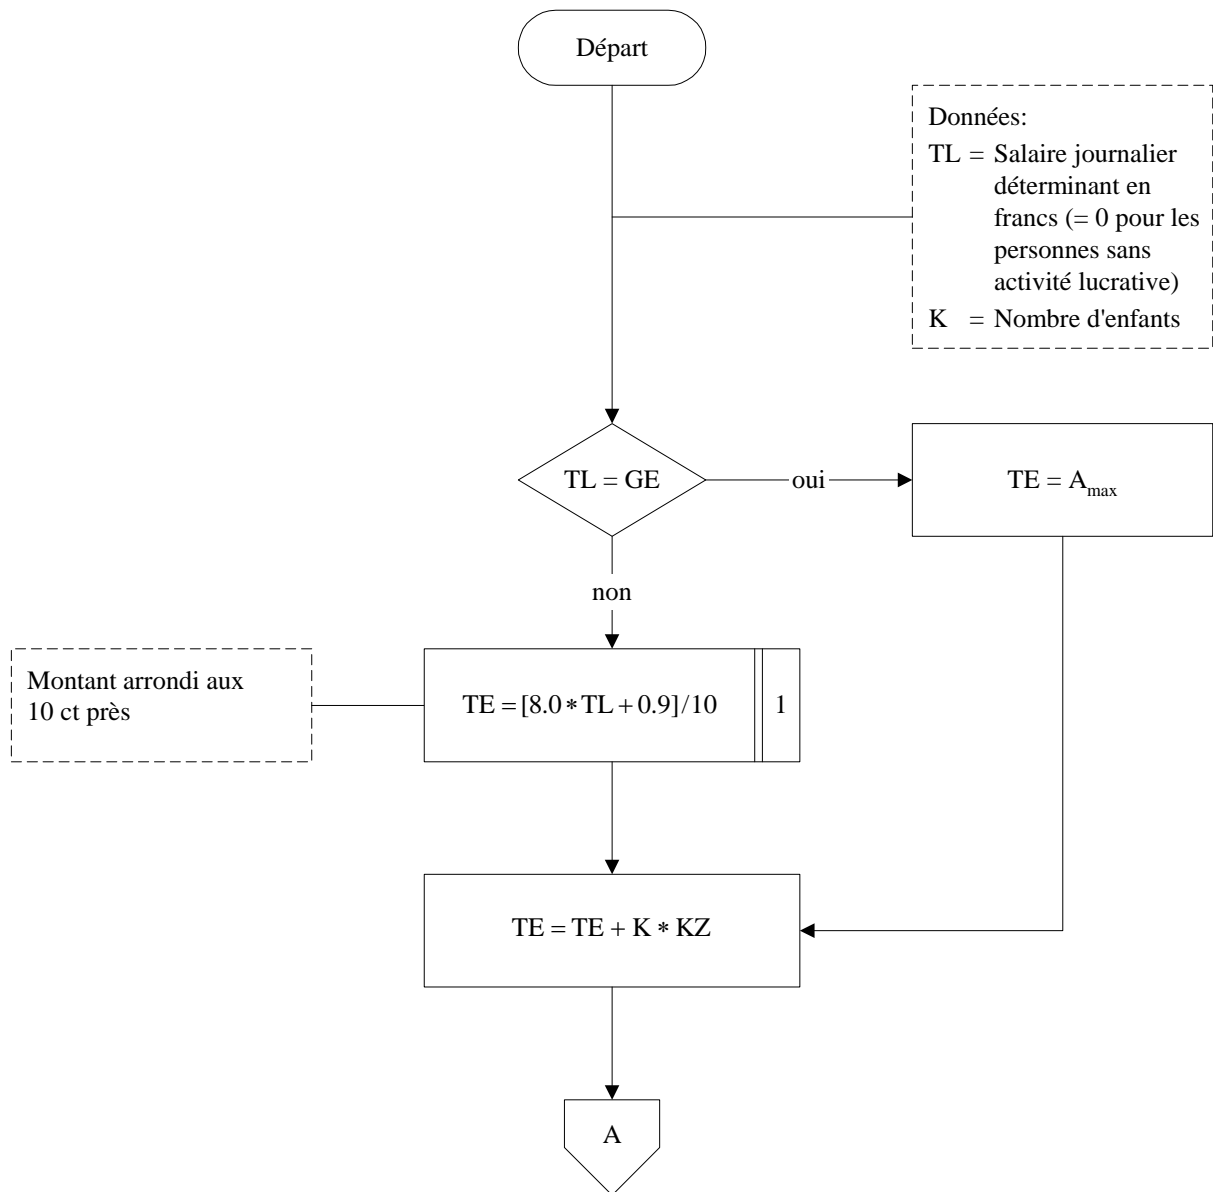 Départ
Données:
TL = Salaire journalier
déterminant en
francs (= 0 pour les
personnes sans
activité lucrative)
K = Nombre d'enfants
TL = GE
oui
TE = Amax
non
Montant arrondi aux
10 ct près
TE = [8.0 * TL + 0.9]/10
1
TE = TE + K * KZ
A